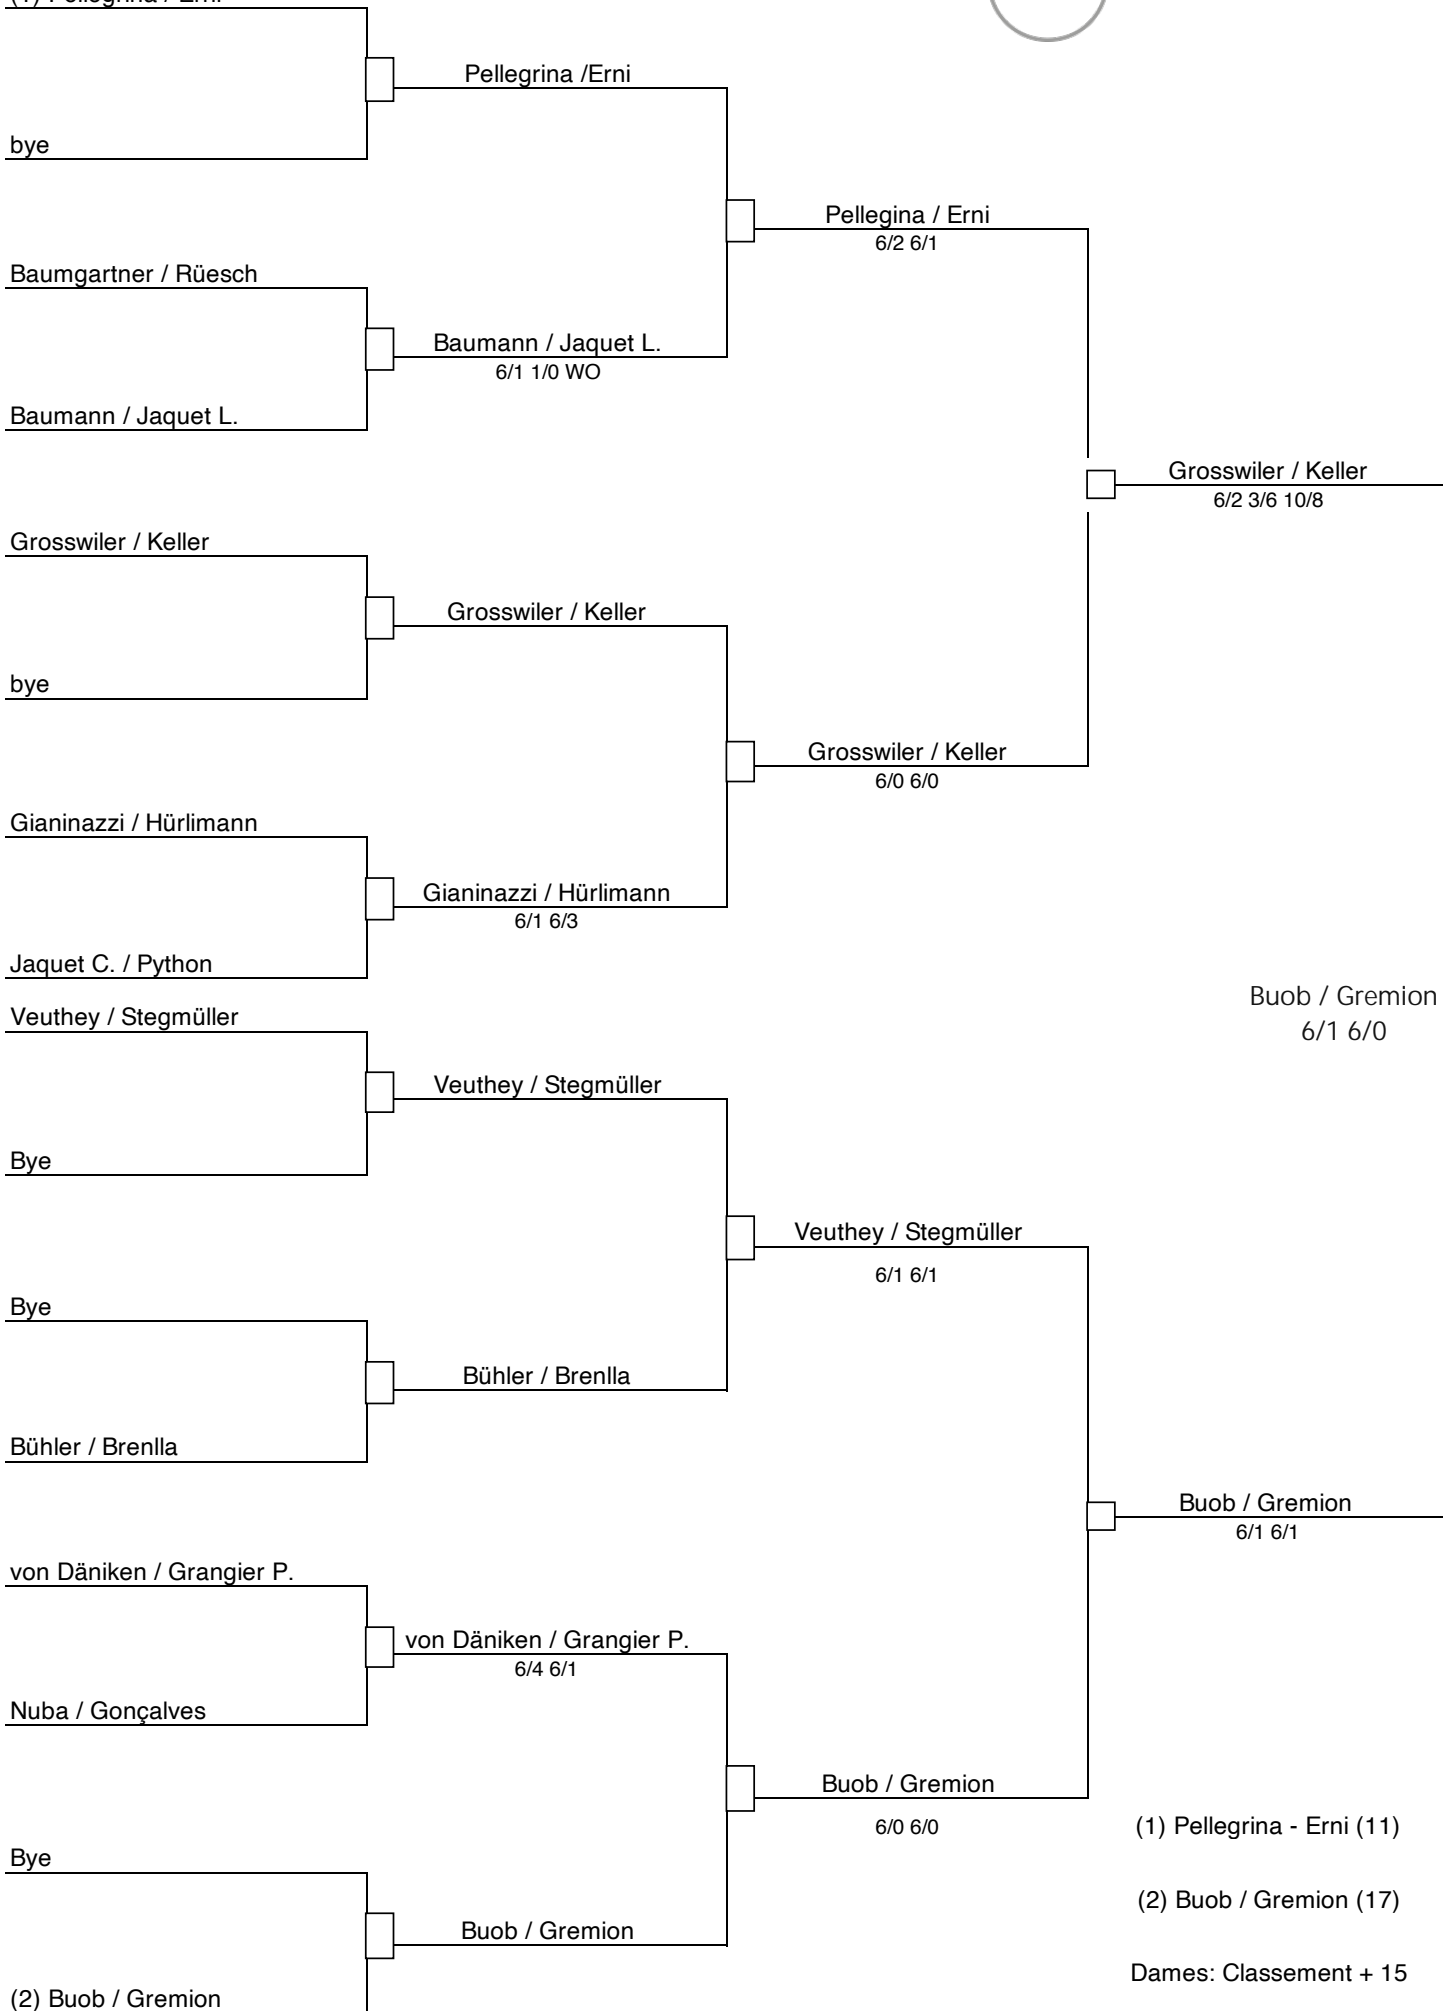 (1) Pellegrina / Erni
Pellegrina /Erni
bye
Pellegina / Erni
6/2 6/1
Baumgartner / Rüesch
Baumann / Jaquet L.
6/1 1/0 WO
Baumann / Jaquet L.
Grosswiler / Keller
6/2 3/6 10/8
Grosswiler / Keller
Grosswiler / Keller
bye
Grosswiler / Keller
6/0 6/0
Gianinazzi / Hürlimann
Gianinazzi / Hürlimann
6/1 6/3
Jaquet C. / Python
Buob / Gremion
6/1 6/0
Veuthey / Stegmüller
Veuthey / Stegmüller
Bye
Veuthey / Stegmüller
6/1 6/1
Bye
Bühler / Brenlla
Bühler / Brenlla
Buob / Gremion
6/1 6/1
von Däniken / Grangier P.
von Däniken / Grangier P.
6/4 6/1
Nuba / Gonçalves
Buob / Gremion
6/0 6/0
(1) Pellegrina - Erni (11)
Bye
(2) Buob / Gremion (17)
Buob / Gremion
Dames: Classement + 15
(2) Buob / Gremion